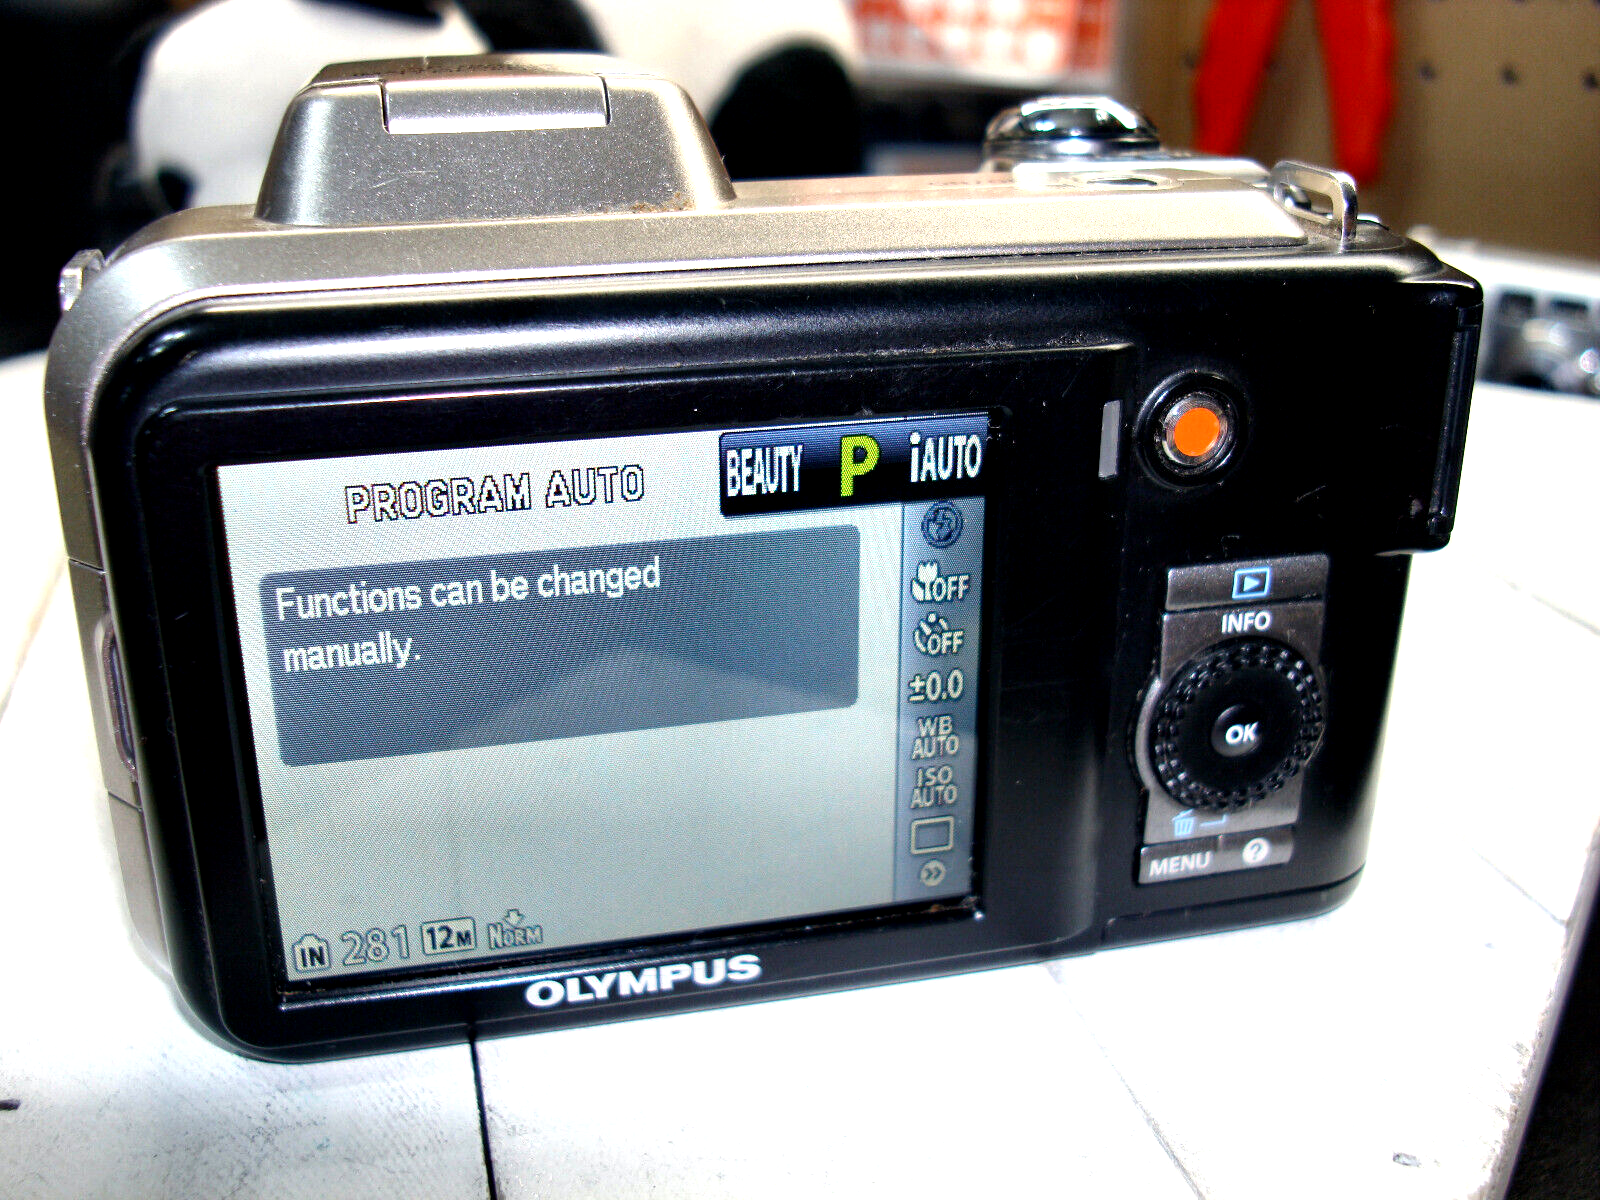 PROGRAM AUTO
BEAUTY P iAUTO
Functions can be changed
manually.
OFF
OFF
±0.0
WB
AUTO
ISO
AUTO
IN 281 12M NORM
OLYMPUS
INFO
OK
MENU ?